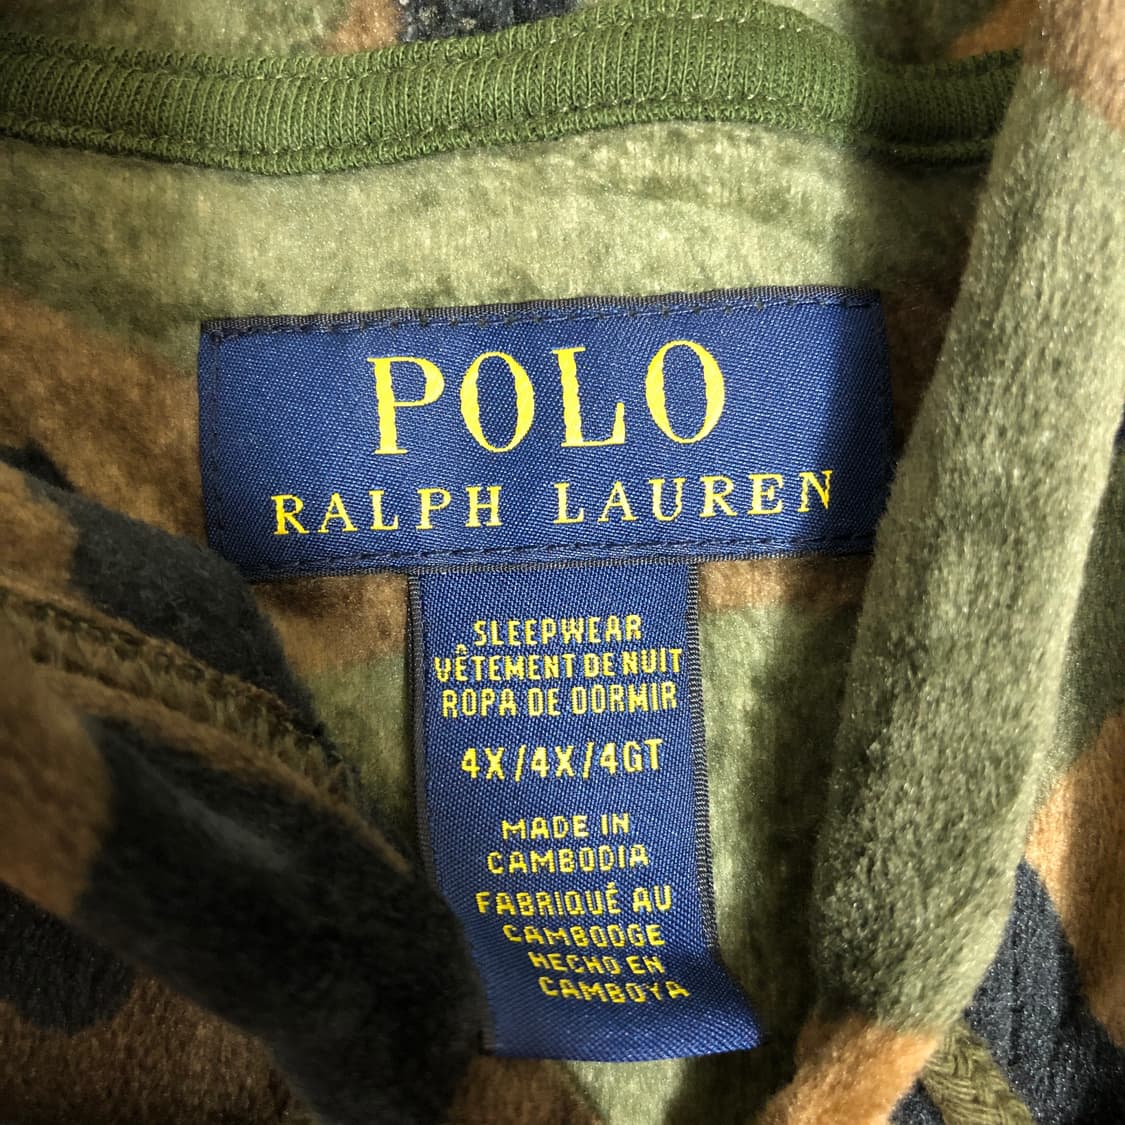 POLO
RALPH LAUREN
SLEEPWEAR
VÊTEMENT DE NUIT
ROPA DE DORMIR
4X/4X/4GT
MADE IN
CAMBODIA
FABRIQUÉ AU
CAMBODGE
HECHO EN
CAMBOYA